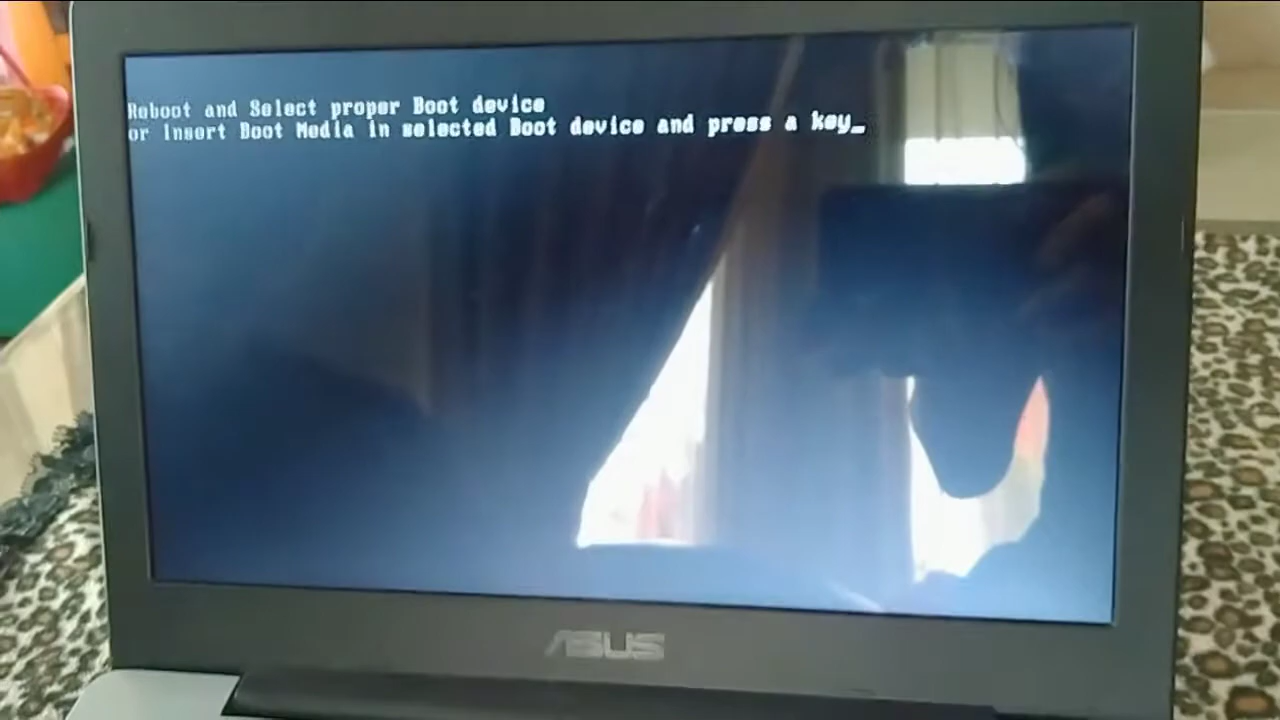 Reboot and Select proper Boot device
or Insert Boot Media in selected Boot device and press a key_
ASUS